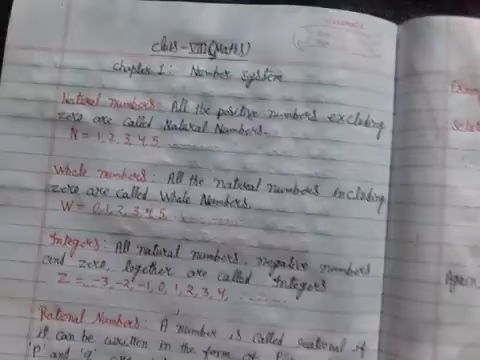 Class - VIII (Maths)
Chapter 1: Number System
Natural numbers: All the positive numbers excluding
zero are called Natural Numbers.
N = 1, 2, 3, 4, 5 ..........
Whole numbers: All the natural numbers including
zero are called Whole Numbers.
W = 0, 1, 2, 3, 4, 5 ..........
Integers: All natural numbers, negative numbers
and zero, together are called Integers
Z = ... -3, -2, -1, 0, 1, 2, 3, 4, ..........
Rational Numbers: A number is called rational if
it can be written in the form of
'p' and 'q' are
Again